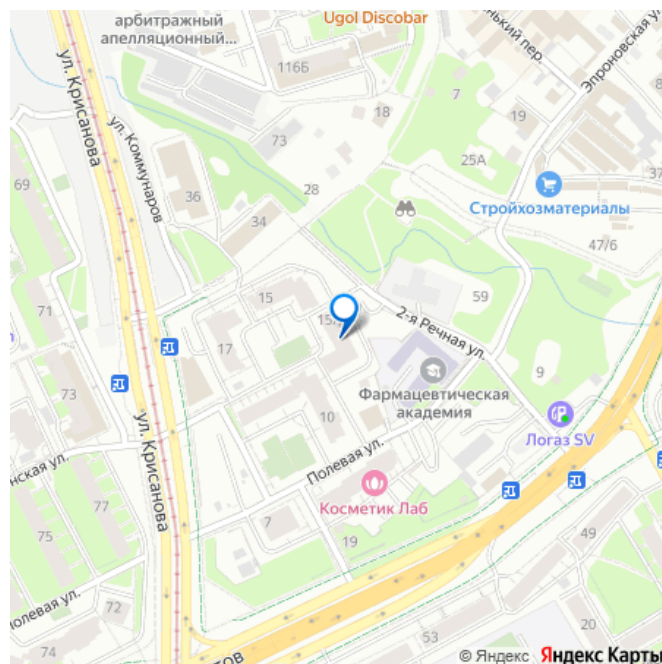 арбитражный
апелляционный...
Ugol Discobar
116Б
73
18
7
19
25А
8
37
47/6
Эпроновская ул.
ул. Крисанова
ул. Коммунаров
69
36
28
34
Стройхозматериалы
71
15
17
59
2-я Речная ул.
9
73
Фармацевтическая
академия
10
Логаз SV
Полевая ул.
ул. Крисанова
77
75
7
Косметик Лаб
19
49
72
74
53
50
© Яндекс Яндекс Карты